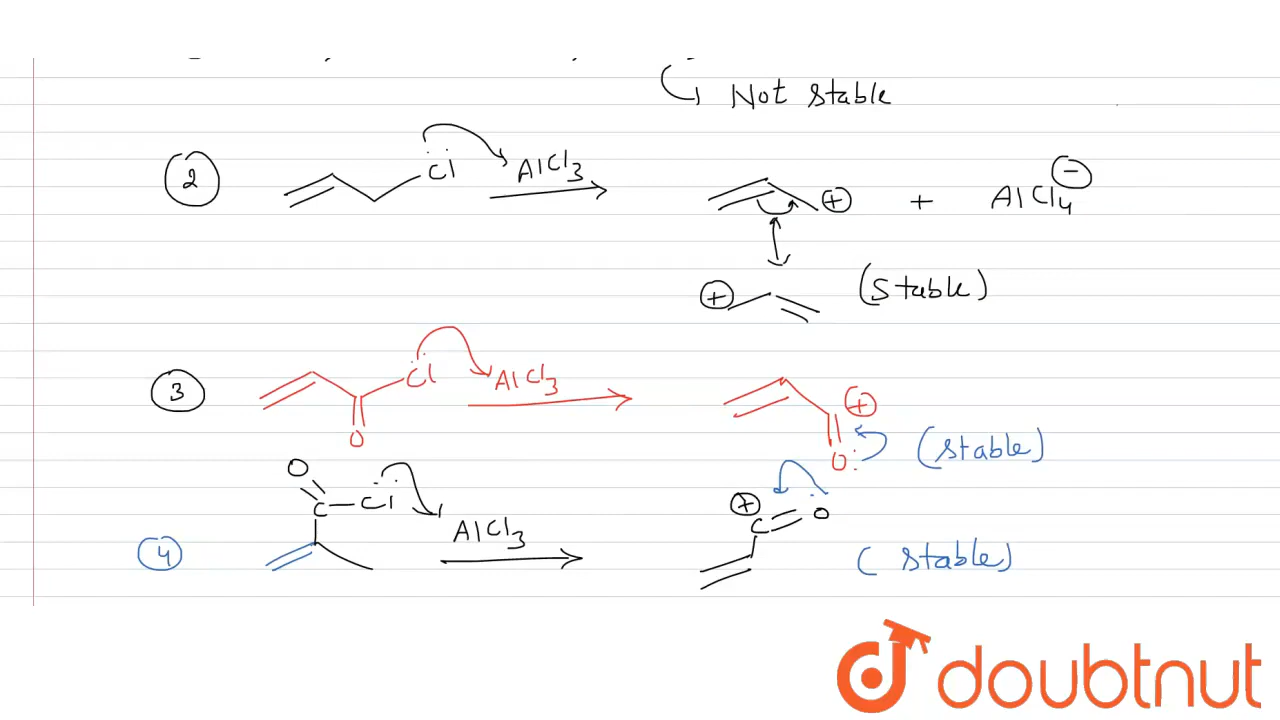 Not stable
2 Cl AlCl3 ⊕ + AlCl4 ⊖
⊕ (stable)
3 Cl AlCl3 ⊕
O O: (stable)
O C Cl AlCl3 ⊕ C O
4 (stable)
doubtnut